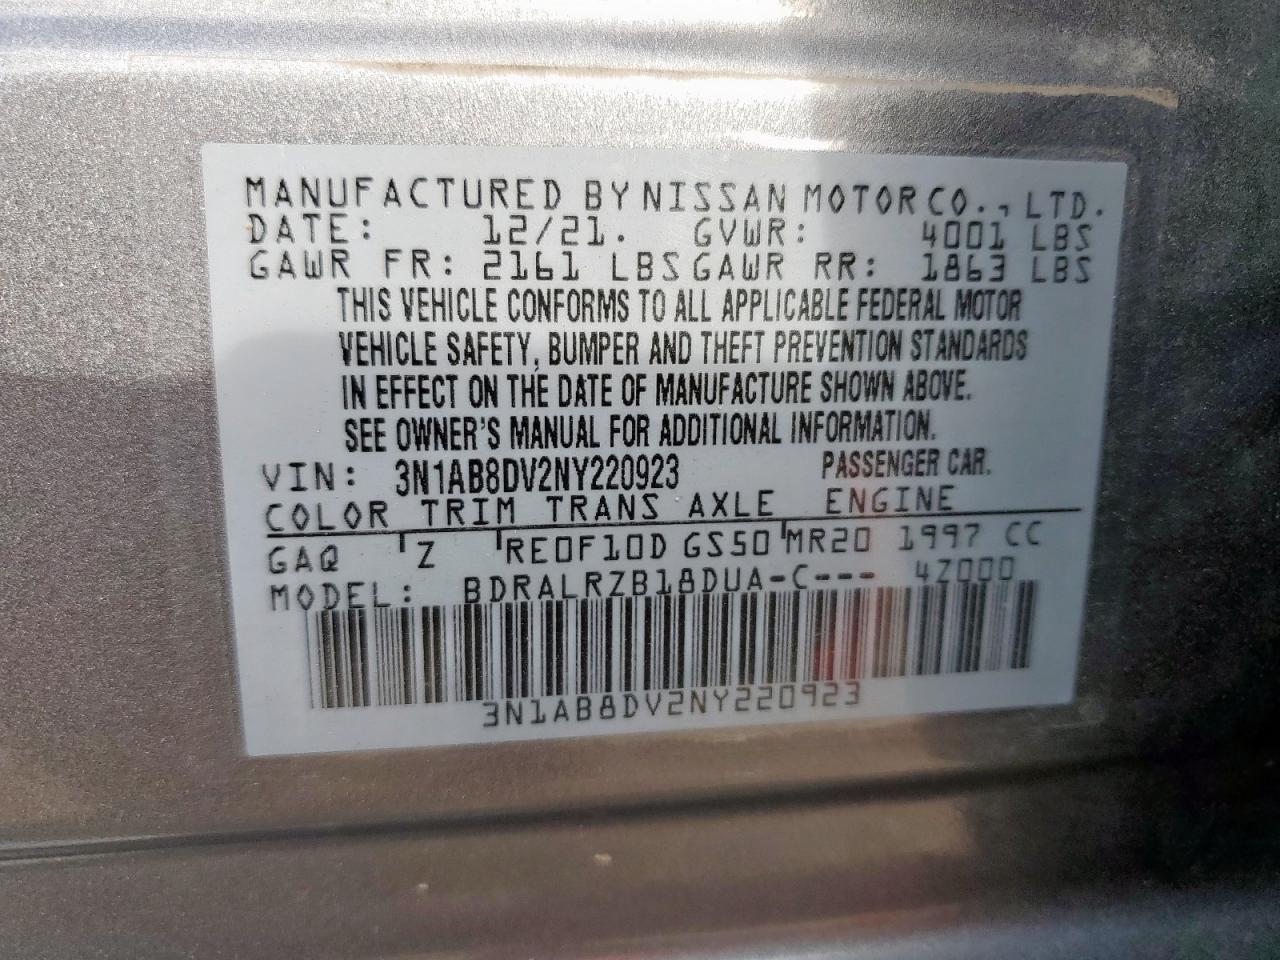 MANUFACTURED BY NISSAN MOTOR CO., LTD.
DATE: 12/21. GVWR: 4001 LBS
GAWR FR: 2161 LBS GAWR RR: 1863 LBS
THIS VEHICLE CONFORMS TO ALL APPLICABLE FEDERAL MOTOR
VEHICLE SAFETY, BUMPER AND THEFT PREVENTION STANDARDS
IN EFFECT ON THE DATE OF MANUFACTURE SHOWN ABOVE.
SEE OWNER'S MANUAL FOR ADDITIONAL INFORMATION.
VIN: 3N1AB8DV2NY220923 PASSENGER CAR.
COLOR TRIM TRANS AXLE ENGINE
GAQ Z RE0F10D GS50 MR20 1997 CC
MODEL: BDRALRZB18DUA-C--- 4Z000
3N1AB8DV2NY220923